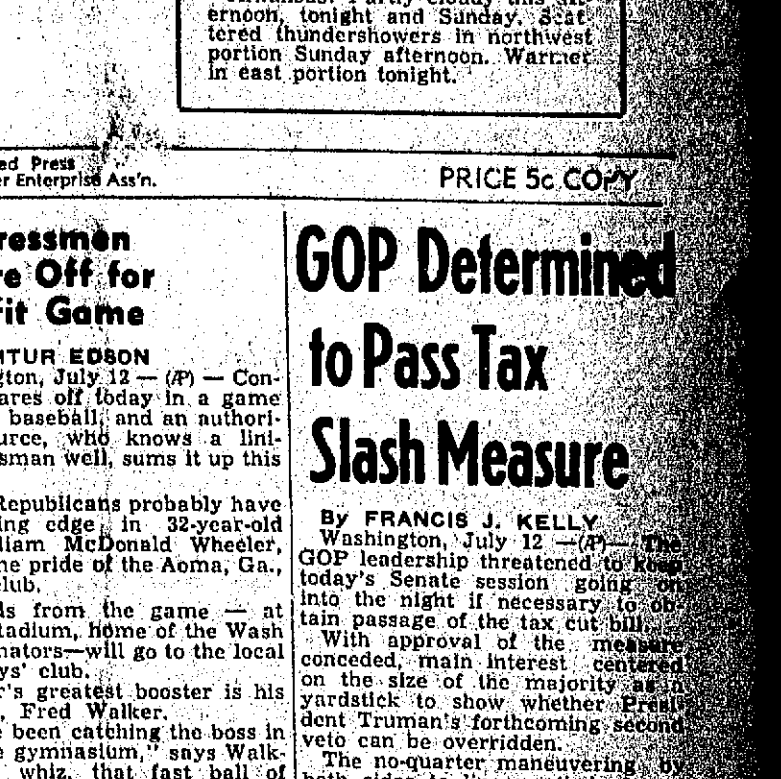 ernoon, tonight and Sunday. Scat-
tered thundershowers in northwest
portion Sunday afternoon. Warmer
in east portion tonight.
ed Press
r Enterprise Ass'n.
PRICE 5c COPY
ressmen
e Off for
fit Game
TUR EDSON
gton, July 12 — (AP) — Con-
ares off today in a game
baseball, and an authori-
urce, who knows a lini-
sman well, sums it up this
Republicans probably have
ing edge in 32-year-old
liam McDonald Wheeler,
he pride of the Aoma, Ga.,
club.
ds from the game — at
tadium, home of the Wash
nators—will go to the local
ys' club.
r's greatest booster is his
, Fred Walker.
e been catching the boss in
e gymnasium," says Walk-
whiz, that fast ball of
GOP Determined
to Pass Tax
Slash Measure
By FRANCIS J. KELLY
Washington, July 12 —(AP)— The
GOP leadership threatened to keep
today's Senate session going on
into the night if necessary to ob-
tain passage of the tax cut bill.
With approval of the measure
conceded, main interest centered
on the size of the majority as a
yardstick to show whether Presi-
dent Truman's forthcoming second
veto can be overridden.
The no-quarter maneuvering by